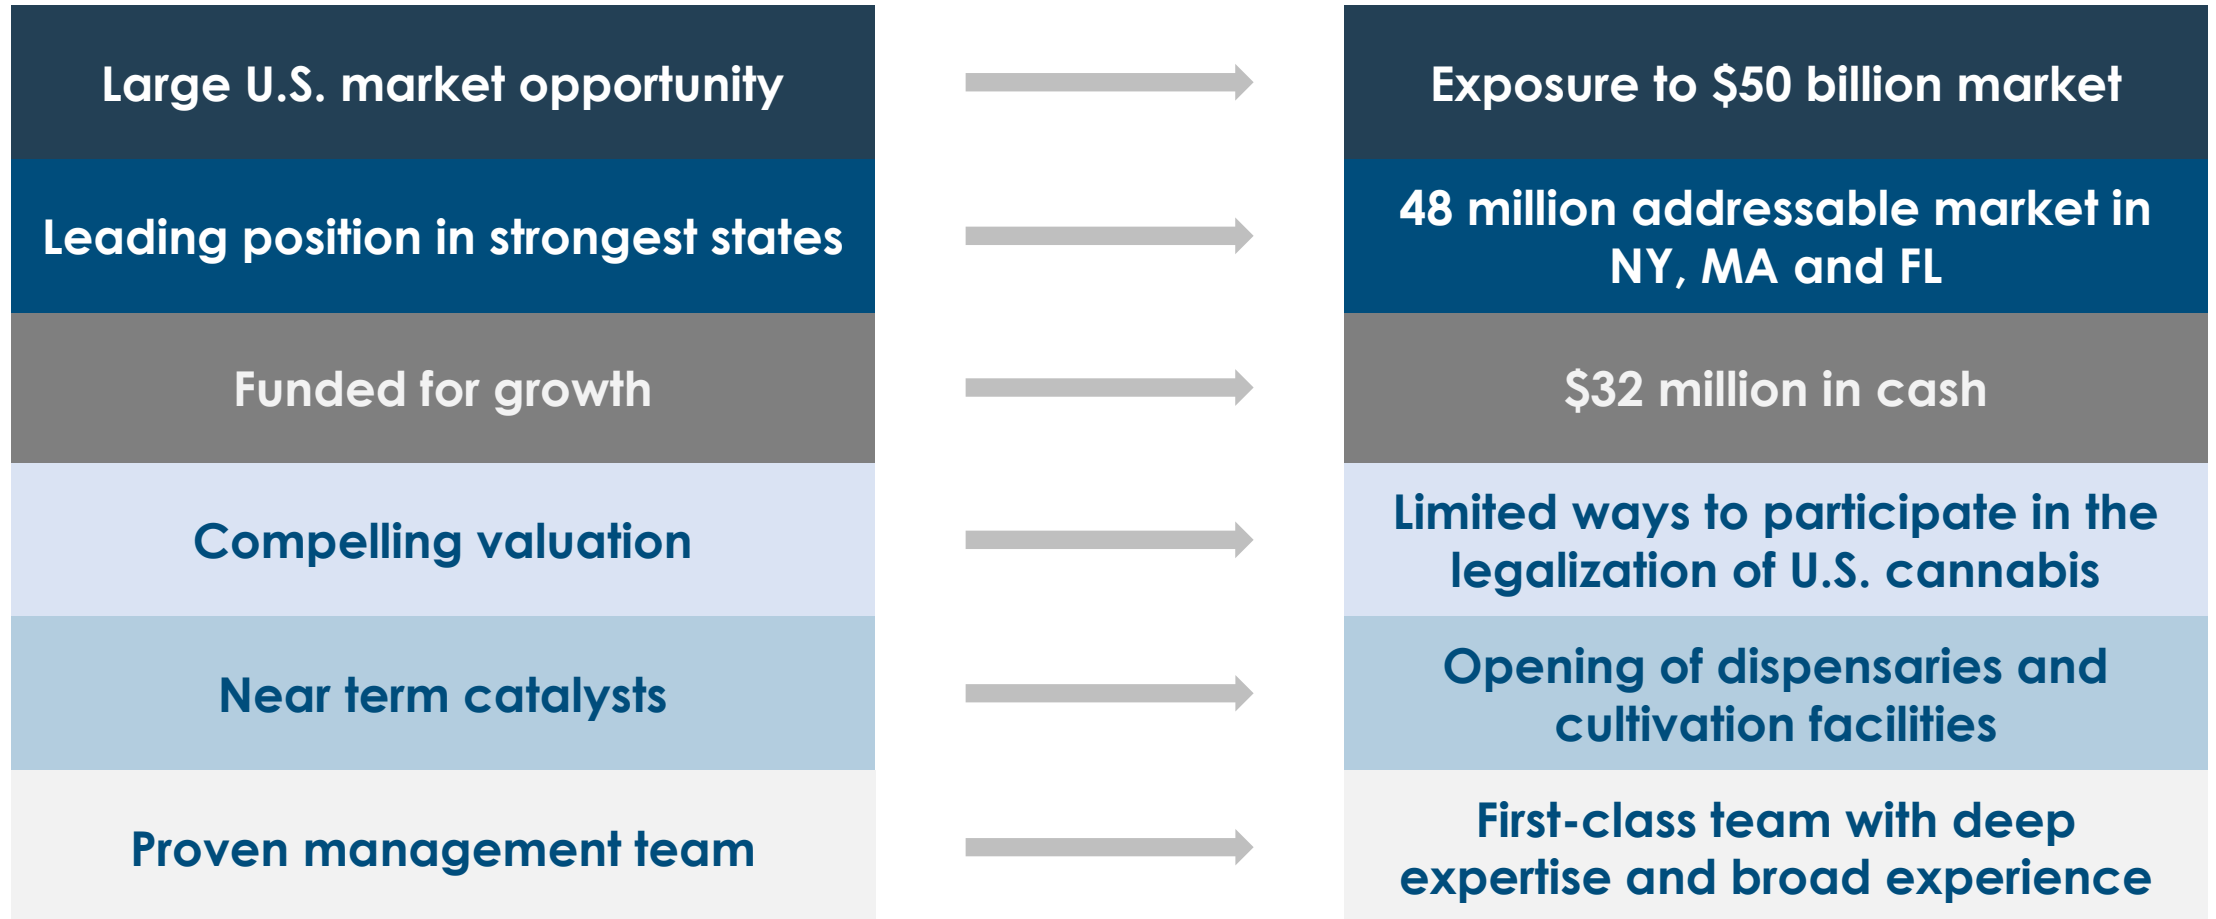 Large U.S. market opportunity
Exposure to $50 billion market
Leading position in strongest states
48 million addressable market in
NY, MA and FL
Funded for growth
$32 million in cash
Compelling valuation
Limited ways to participate in the
legalization of U.S. cannabis
Near term catalysts
Opening of dispensaries and
cultivation facilities
Proven management team
First-class team with deep
expertise and broad experience